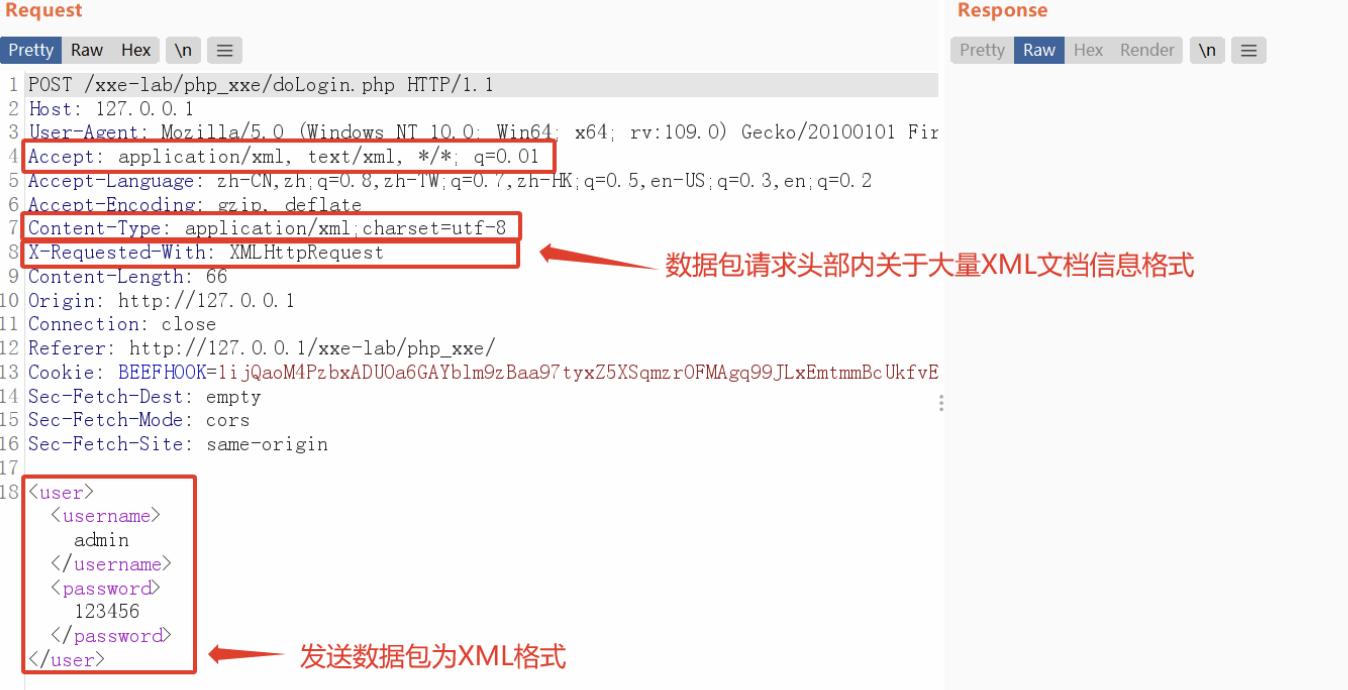 Request
Response
Pretty Raw Hex \n
Pretty Raw Hex Render \n
1 POST /xxe-lab/php_xxe/doLogin.php HTTP/1.1
2 Host: 127.0.0.1
3 User-Agent: Mozilla/5.0 (Windows NT 10.0; Win64; x64; rv:109.0) Gecko/20100101 Fir
4 Accept: application/xml, text/xml, */*; q=0.01
5 Accept-Language: zh-CN,zh;q=0.8,zh-TW;q=0.7,zh-HK;q=0.5,en-US;q=0.3,en;q=0.2
6 Accept-Encoding: gzip, deflate
7 Content-Type: application/xml;charset=utf-8
8 X-Requested-With: XMLHttpRequest
数据包请求头部内关于大量XML文档信息格式
9 Content-Length: 66
10 Origin: http://127.0.0.1
11 Connection: close
12 Referer: http://127.0.0.1/xxe-lab/php_xxe/
13 Cookie: BEEFHOOK=
14 Sec-Fetch-Dest: empty
15 Sec-Fetch-Mode: cors
16 Sec-Fetch-Site: same-origin
17
18 <user>
<username>
admin
</username>
<password>
123456
</password>
</user>
发送数据包为XML格式